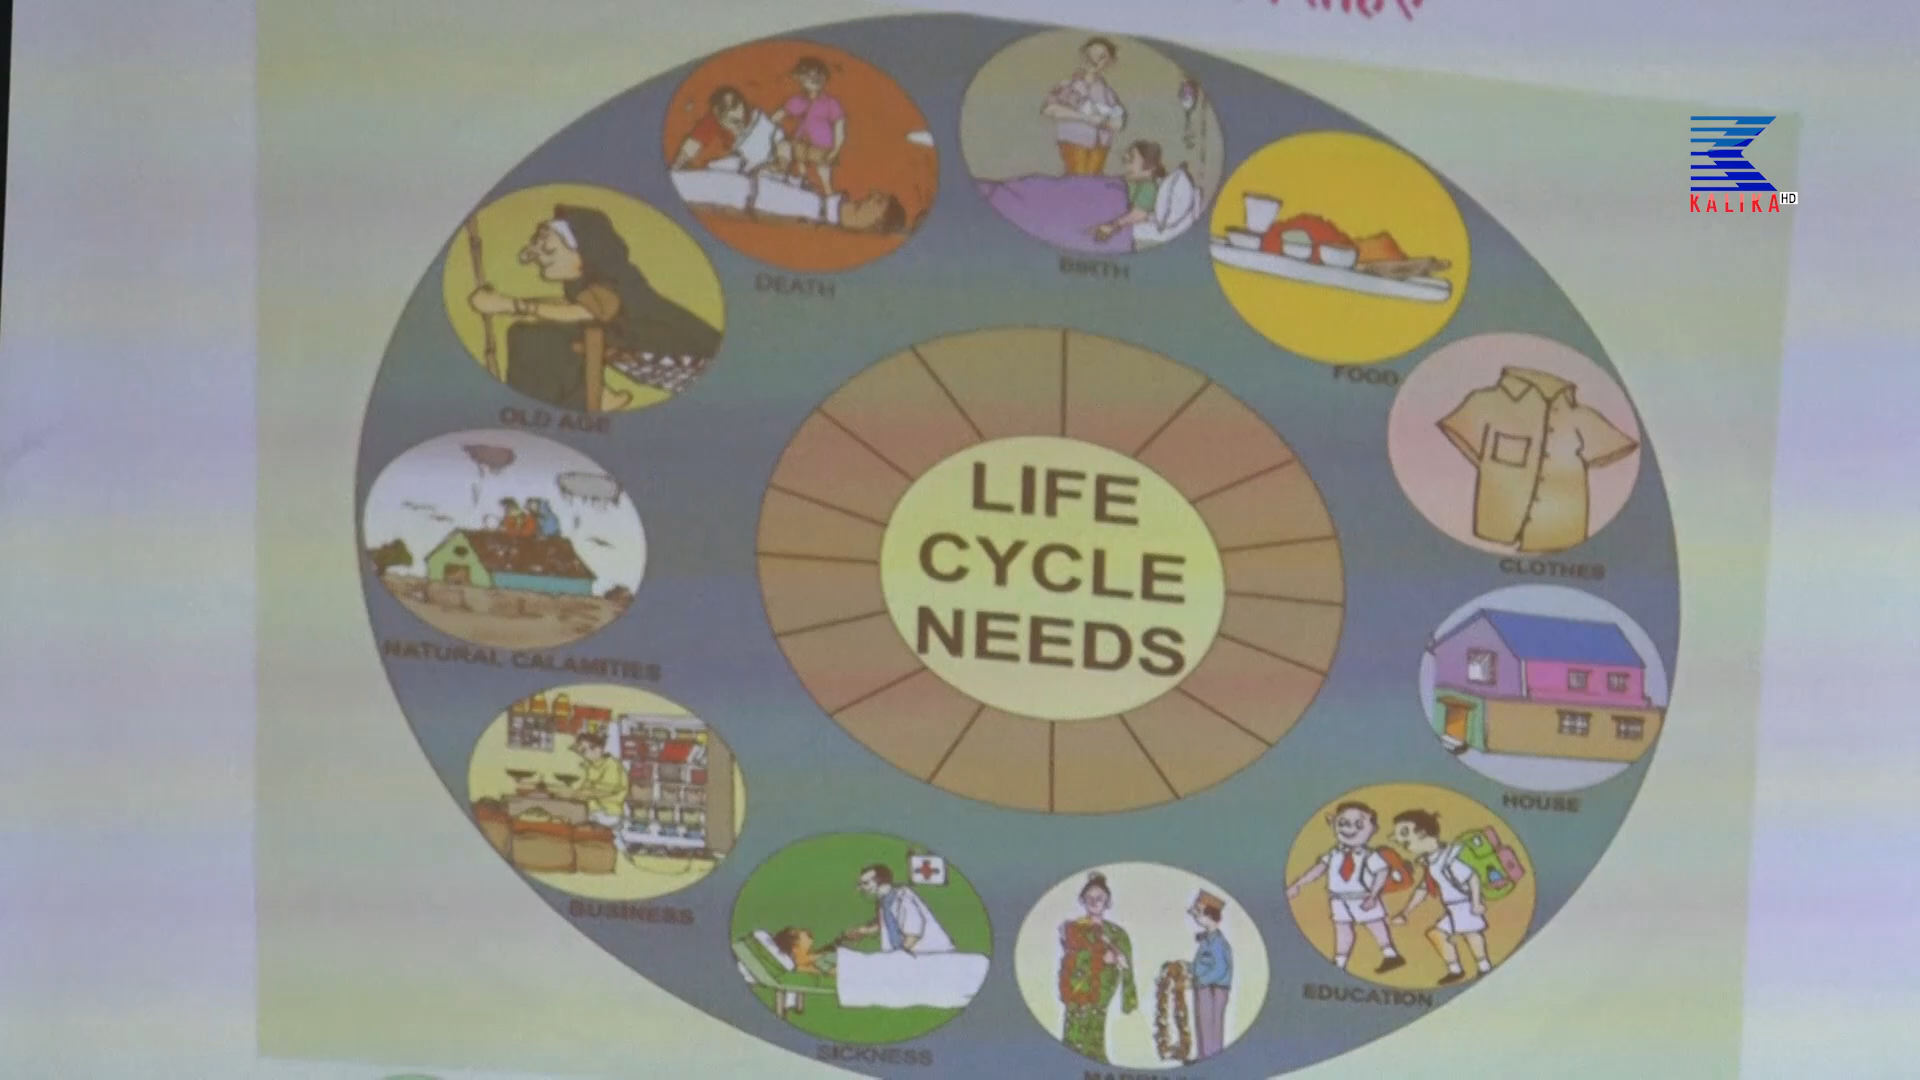 KALIKA HD
DEATH
BIRTH
FOOD
OLD AGE
CLOTHES
LIFE
CYCLE
NEEDS
NATURAL CALAMITIES
HOUSE
BUSINESS
EDUCATION
SICKNESS